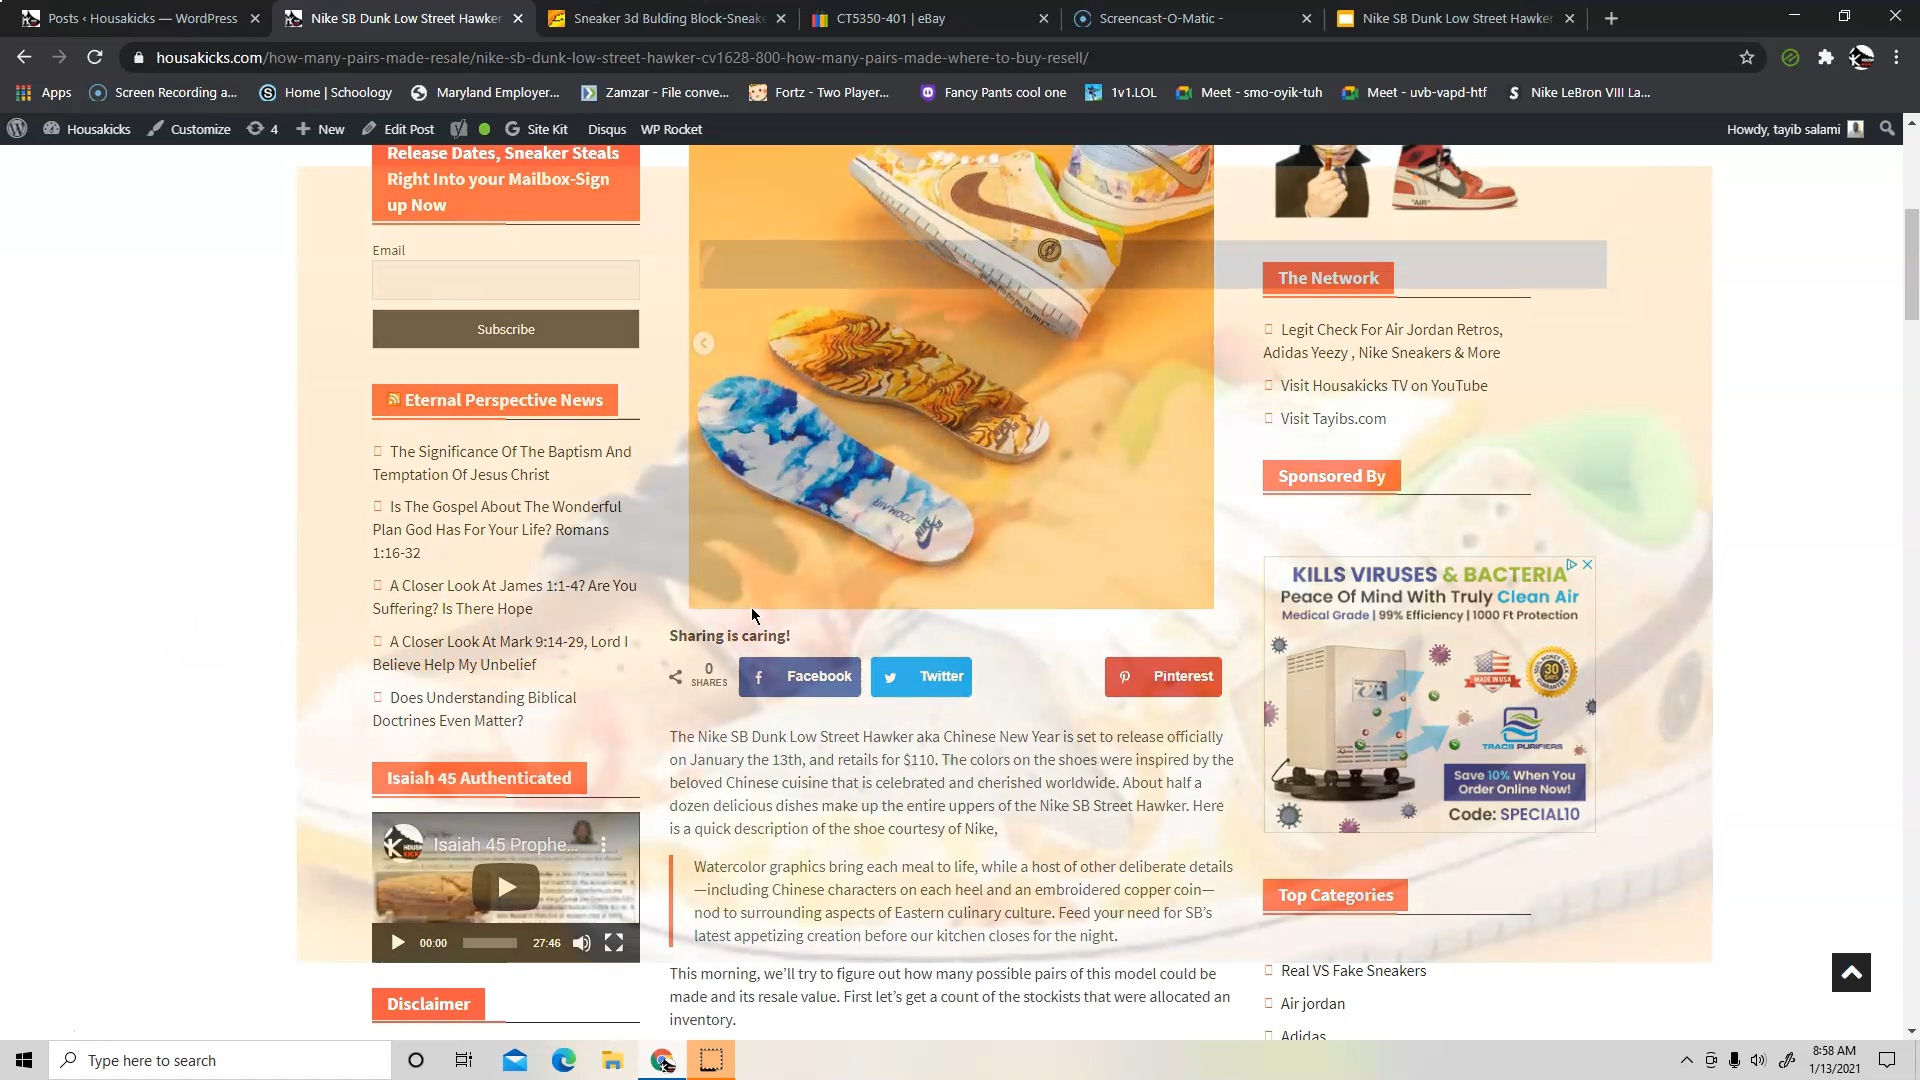 Posts ‹ Housakicks — WordPress
Nike SB Dunk Low Street Hawker
Sneaker 3d Bulding Block-Sneake
CT5350-401 | eBay
Screencast-O-Matic -
Nike SB Dunk Low Street Hawker
housakicks.com/how-many-pairs-made-resale/nike-sb-dunk-low-street-hawker-cv1628-800-how-many-pairs-made-where-to-buy-resell/
Apps
Screen Recording a...
Home | Schoology
Maryland Employer...
Zamzar - File conve...
Fortz - Two Player...
Fancy Pants cool one
1v1.LOL
Meet - smo-oyik-tuh
Meet - uvb-vapd-htf
Nike LeBron VIII La...
Housakicks
Customize
4
New
Edit Post
Site Kit
Disqus
WP Rocket
Howdy, tayib salami
Release Dates, Sneaker Steals
Right Into your Mailbox-Sign
up Now
Email
Subscribe
Eternal Perspective News
The Significance Of The Baptism And
Temptation Of Jesus Christ
Is The Gospel About The Wonderful
Plan God Has For Your Life? Romans
1:16-32
A Closer Look At James 1:1-4? Are You
Suffering? Is There Hope
A Closer Look At Mark 9:14-29, Lord I
Believe Help My Unbelief
Does Understanding Biblical
Doctrines Even Matter?
Isaiah 45 Authenticated
Isaiah 45 Prophe...
00:00
27:46
Disclaimer
ZOOM AIR
Sharing is caring!
0
SHARES
Facebook
Twitter
Pinterest
The Nike SB Dunk Low Street Hawker aka Chinese New Year is set to release officially
on January the 13th, and retails for $110. The colors on the shoes were inspired by the
beloved Chinese cuisine that is celebrated and cherished worldwide. About half a
dozen delicious dishes make up the entire uppers of the Nike SB Street Hawker. Here
is a quick description of the shoe courtesy of Nike,
Watercolor graphics bring each meal to life, while a host of other deliberate details
—including Chinese characters on each heel and an embroidered copper coin—
nod to surrounding aspects of Eastern culinary culture. Feed your need for SB's
latest appetizing creation before our kitchen closes for the night.
This morning, we'll try to figure out how many possible pairs of this model could be
made and its resale value. First let's get a count of the stockists that were allocated an
inventory.
"AIR"
The Network
Legit Check For Air Jordan Retros,
Adidas Yeezy , Nike Sneakers & More
Visit Housakicks TV on YouTube
Visit Tayibs.com
Sponsored By
KILLS VIRUSES & BACTERIA
Peace Of Mind With Truly Clean Air
Medical Grade | 99% Efficiency | 1000 Ft Protection
MADE IN USA
30
TRACS PURIFIERS
Save 10% When You
Order Online Now!
Code: SPECIAL10
Top Categories
Real VS Fake Sneakers
Air jordan
Adidas
Type here to search
8:58 AM
1/13/2021